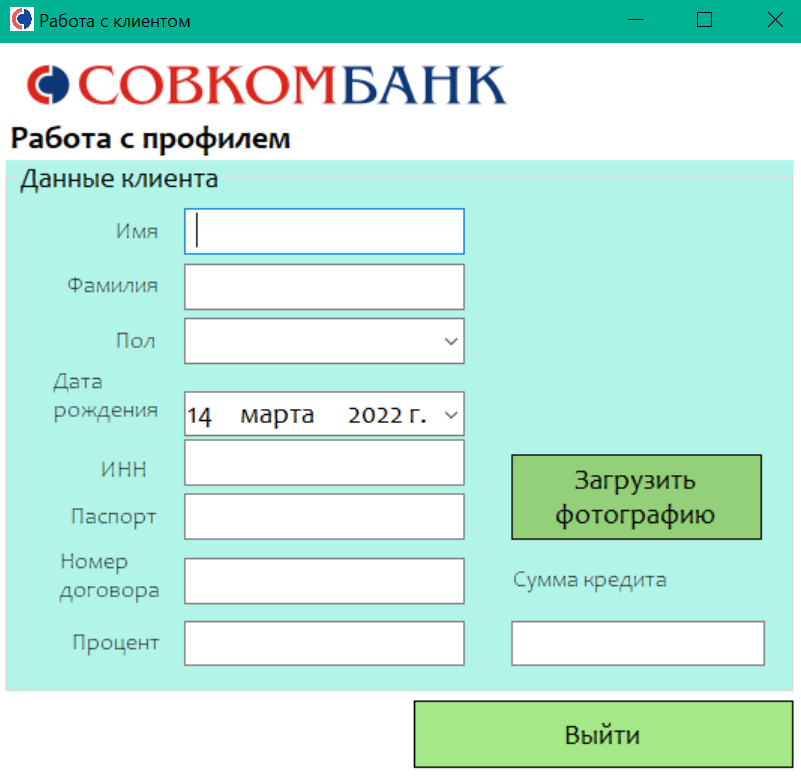 Работа с клиентом
СОВКОМБАНК
Работа с профилем
Данные клиента
Имя
Фамилия
Пол
Дата
рождения
14 марта 2022 г.
ИНН
Паспорт
Номер
договора
Процент
Загрузить
фотографию
Сумма кредита
Выйти